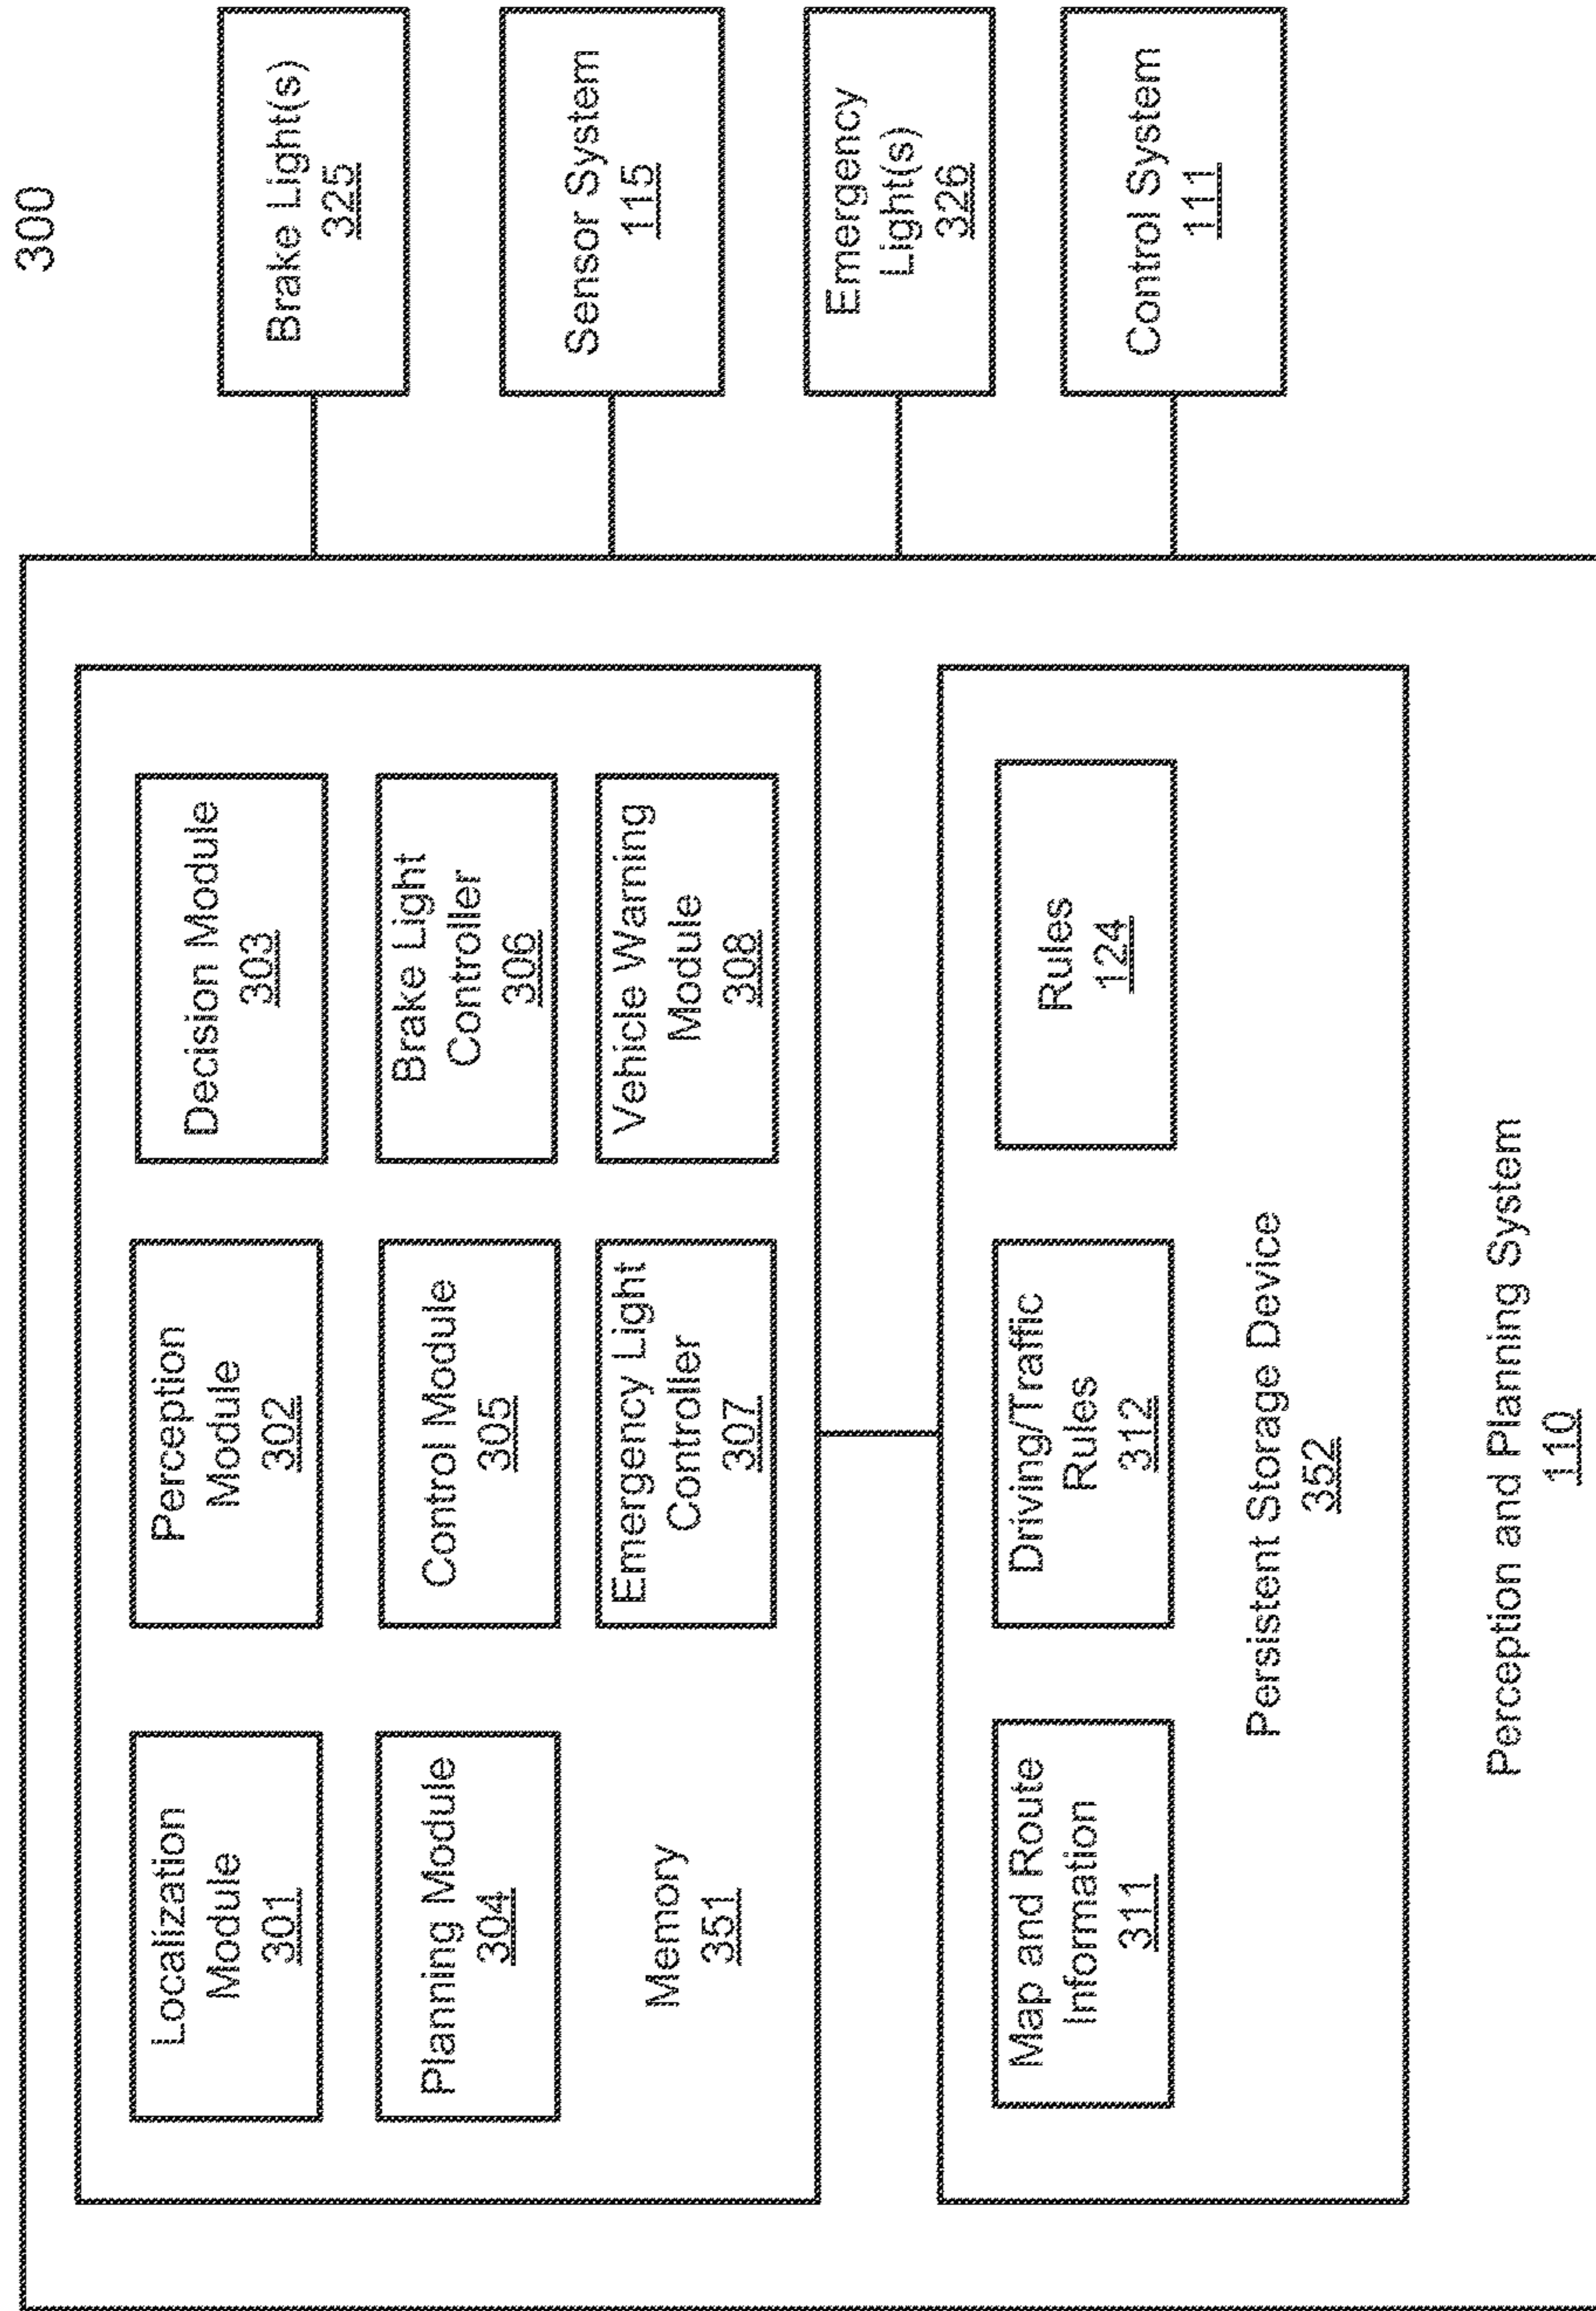 300
Localization
Module
301
Perception
Module
302
Decision Module
303
Planning Module
304
Control Module
305
Brake Light
Controller
306
Memory
351
Emergency Light
Controller
307
Vehicle Warning
Module
308
Map and Route
Information
311
Driving/Traffic
Rules
312
Rules
124
Persistent Storage Device
352
Perception and Planning System
110
Brake Light(s)
325
Sensor System
115
Emergency
Light(s)
326
Control System
111